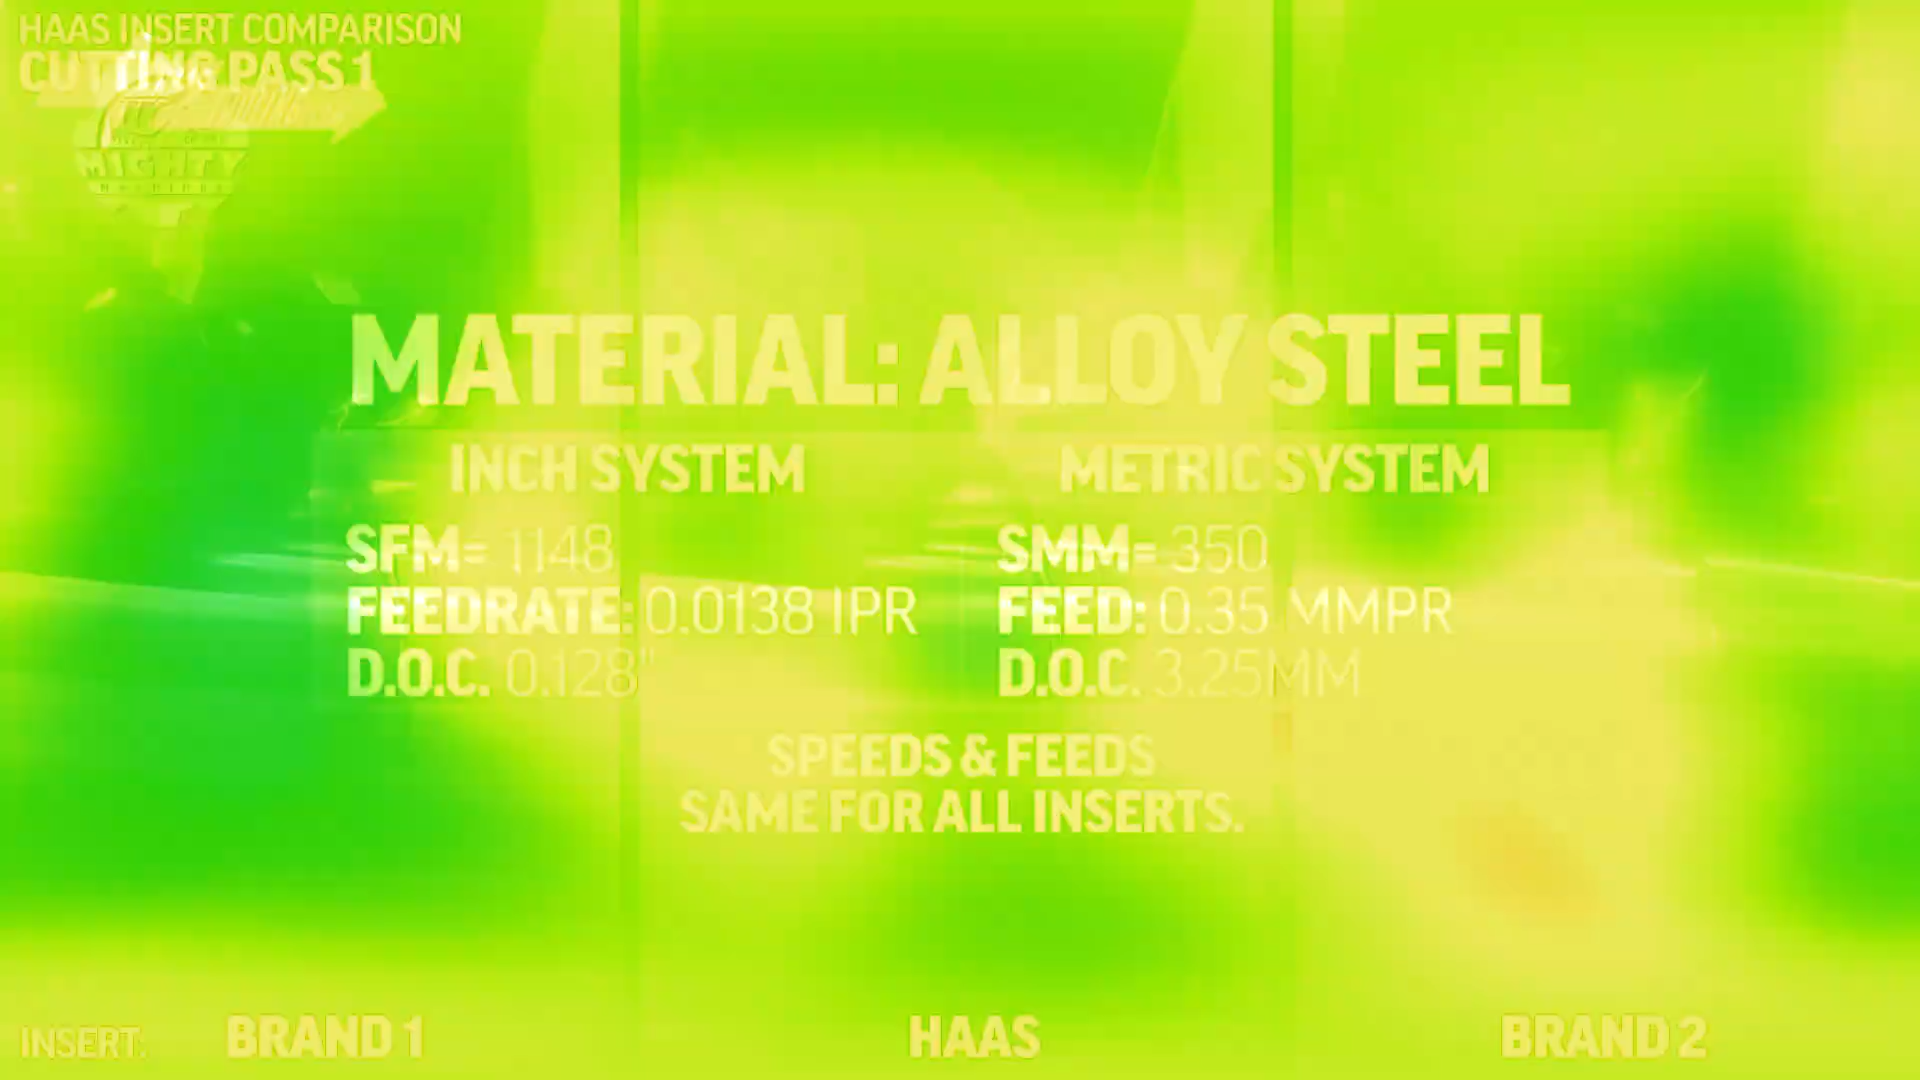 HAAS INSERT COMPARISON
CUTTING PASS 1
MIGHTY
MATERIAL: ALLOY STEEL
INCH SYSTEM
SFM= 1148
FEEDRATE: 0.0138 IPR
D.O.C. 0.128"
METRIC SYSTEM
SMM= 350
FEED: 0.35 MMPR
D.O.C. 3.25MM
SPEEDS & FEEDS
SAME FOR ALL INSERTS.
INSERT: BRAND 1 HAAS BRAND 2